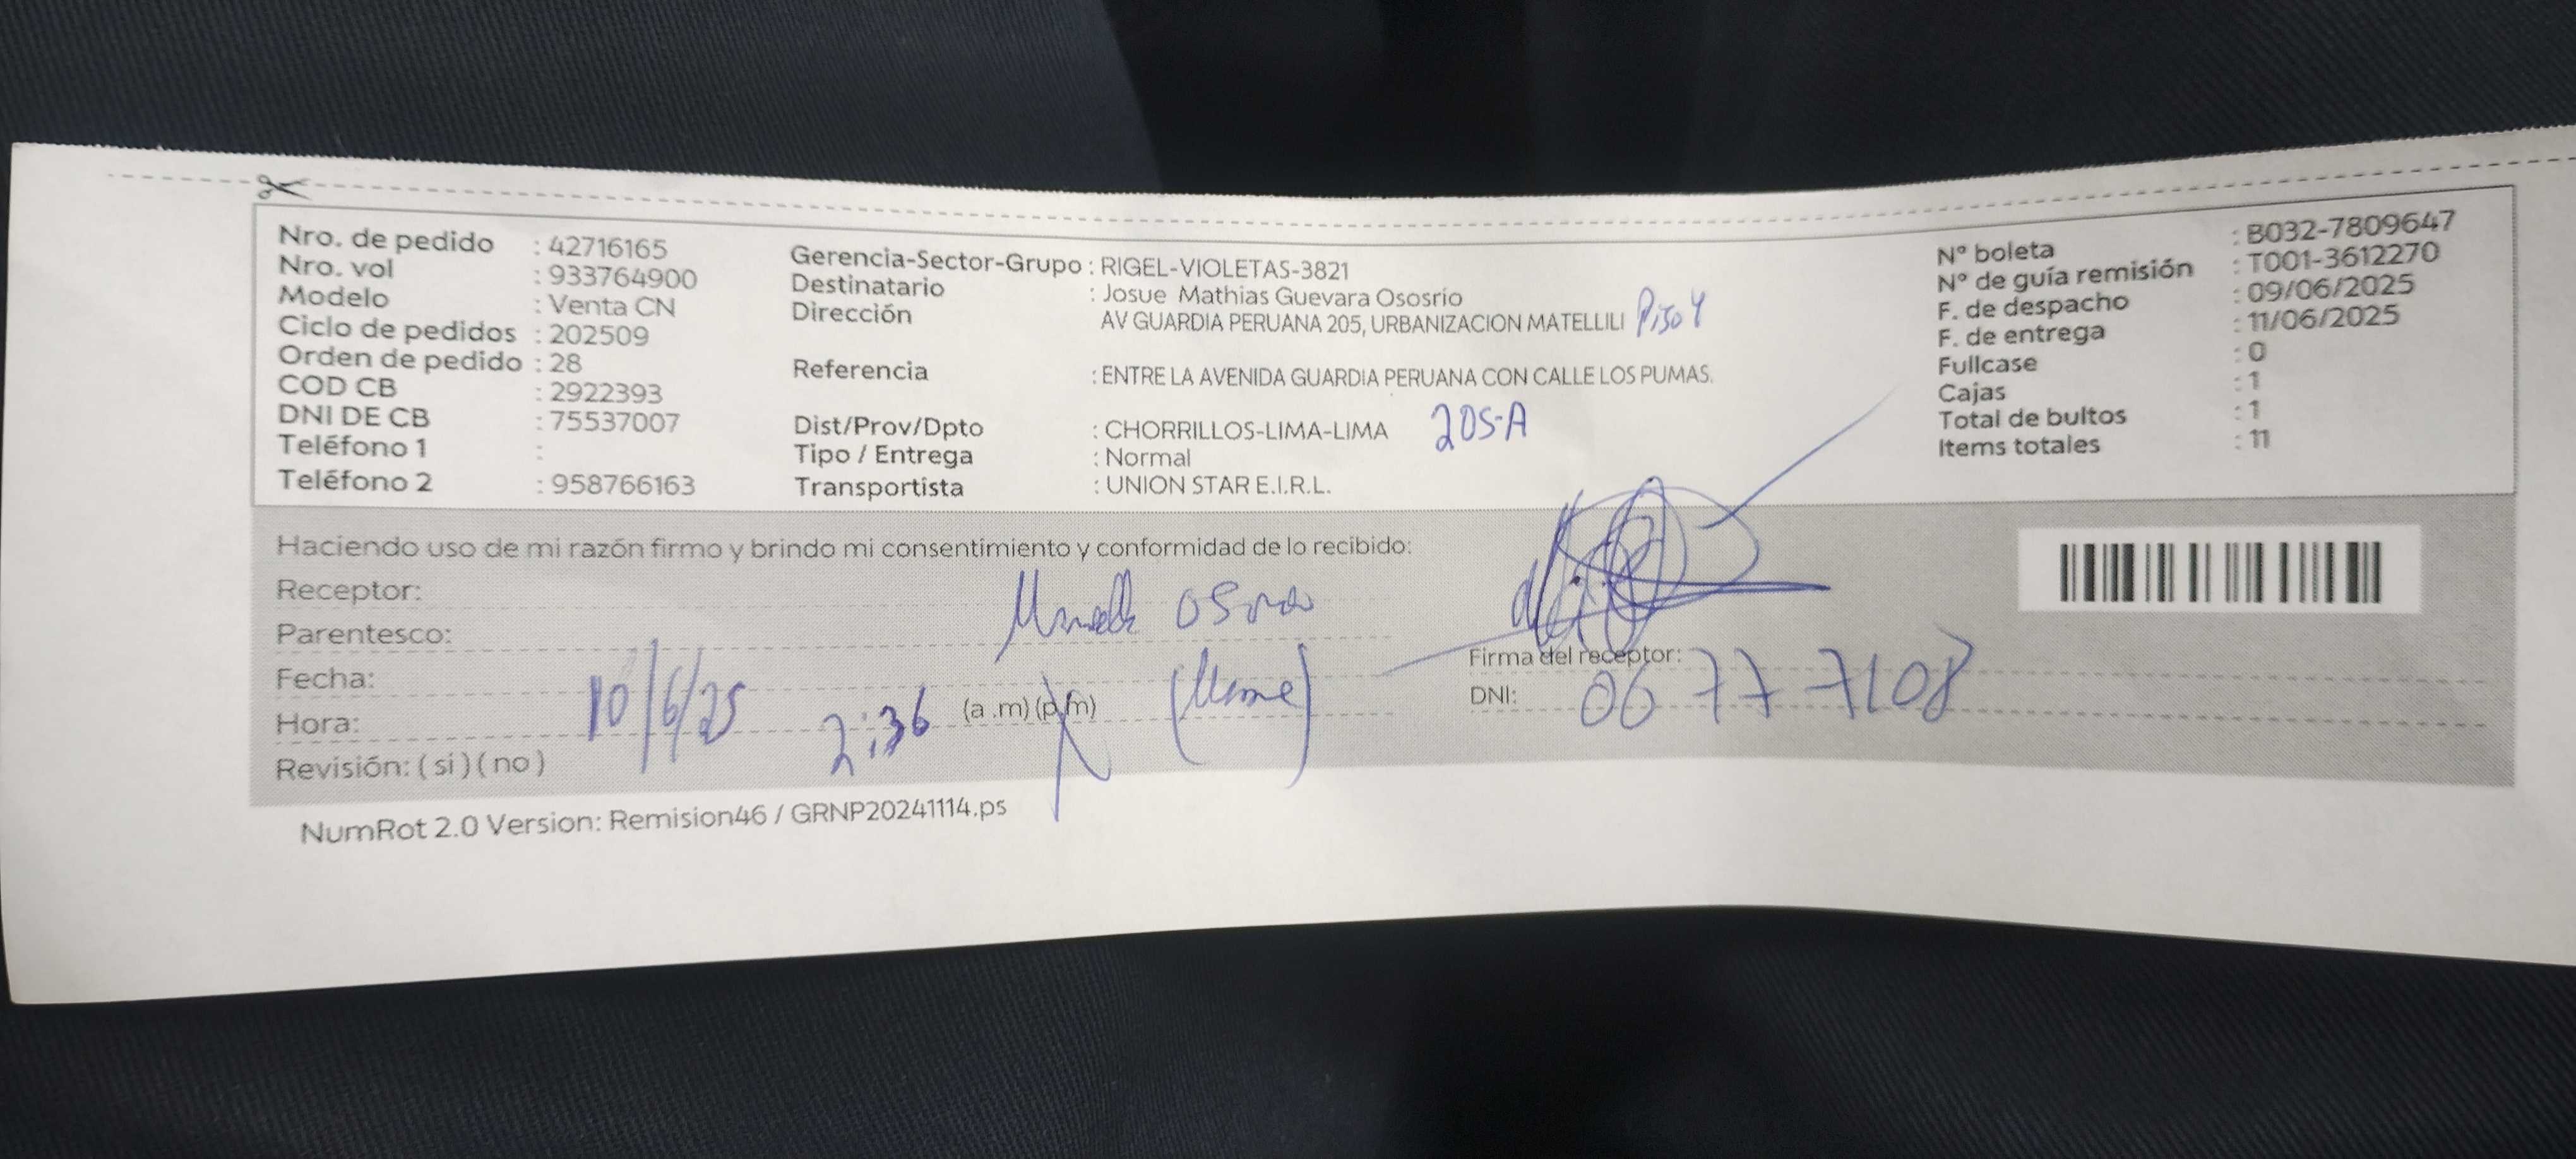 Nro. de pedido : 42716165
Nro. vol : 933764900
Modelo : Venta CN
Ciclo de pedidos : 202509
Orden de pedido : 28
COD CB : 2922393
DNI DE CB : 75537007
Teléfono 1 :
Teléfono 2 : 958766163
Gerencia-Sector-Grupo : RIGEL-VIOLETAS-3821
Destinatario : Josue Mathias Guevara Ososrio
Dirección AV GUARDIA PERUANA 205, URBANIZACION MATELLILI Piso 4
Referencia : ENTRE LA AVENIDA GUARDIA PERUANA CON CALLE LOS PUMAS.
Dist/Prov/Dpto : CHORRILLOS-LIMA-LIMA 205-A
Tipo / Entrega : Normal
Transportista : UNION STAR E.I.R.L.
N° boleta : B032-7809647
N° de guía remisión : T001-3612270
F. de despacho : 09/06/2025
F. de entrega : 11/06/2025
Fullcase : 0
Cajas : 1
Total de bultos : 1
Items totales : 11
Haciendo uso de mi razón firmo y brindo mi consentimiento y conformidad de lo recibido:
Receptor: Osorio
Parentesco:
Fecha: 10/6/25
Hora: 2:36 (a .m) (p.m)
Revisión: ( si ) ( no )
Firma del receptor:
DNI: 06777108
NumRot 2.0 Version: Remision46 / GRNP20241114.ps